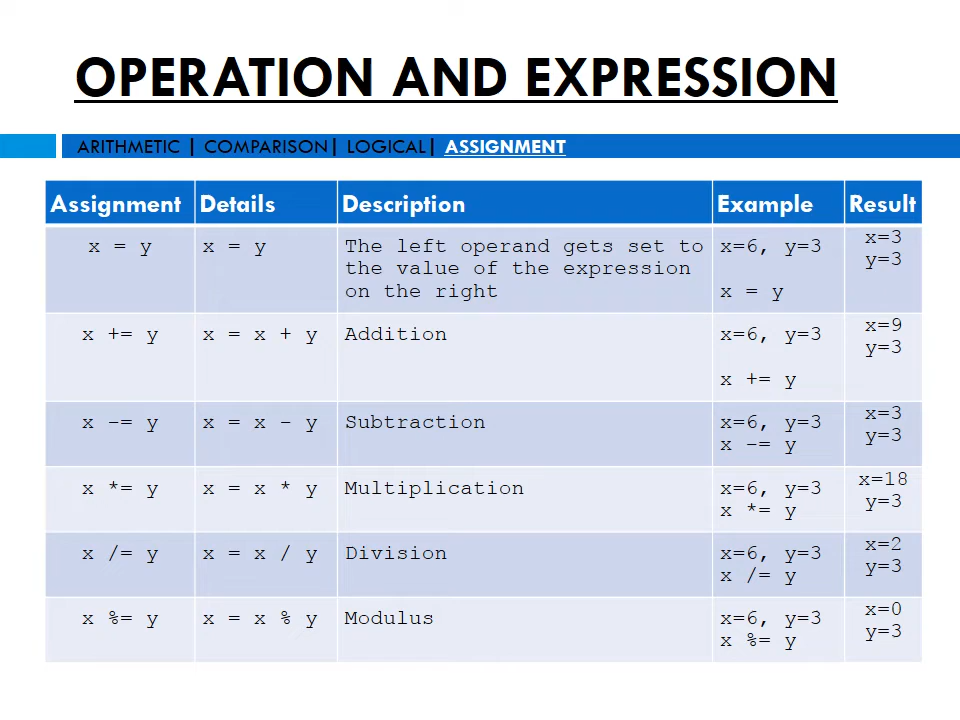 OPERATION AND EXPRESSION
ARITHMETIC | COMPARISON| LOGICAL| ASSIGNMENT
Assignment Details Description Example Result
x = y x = y The left operand gets set to x=6, y=3 x=3
the value of the expression y=3
on the right x = y
x += y x = x + y Addition x=6, y=3 x=9
y=3
x += y
x -= y x = x - y Subtraction x=6, y=3 x=3
x -= y y=3
x *= y x = x * y Multiplication x=6, y=3 x=18
x *= y y=3
x /= y x = x / y Division x=6, y=3 x=2
x /= y y=3
x %= y x = x % y Modulus x=6, y=3 x=0
x %= y y=3